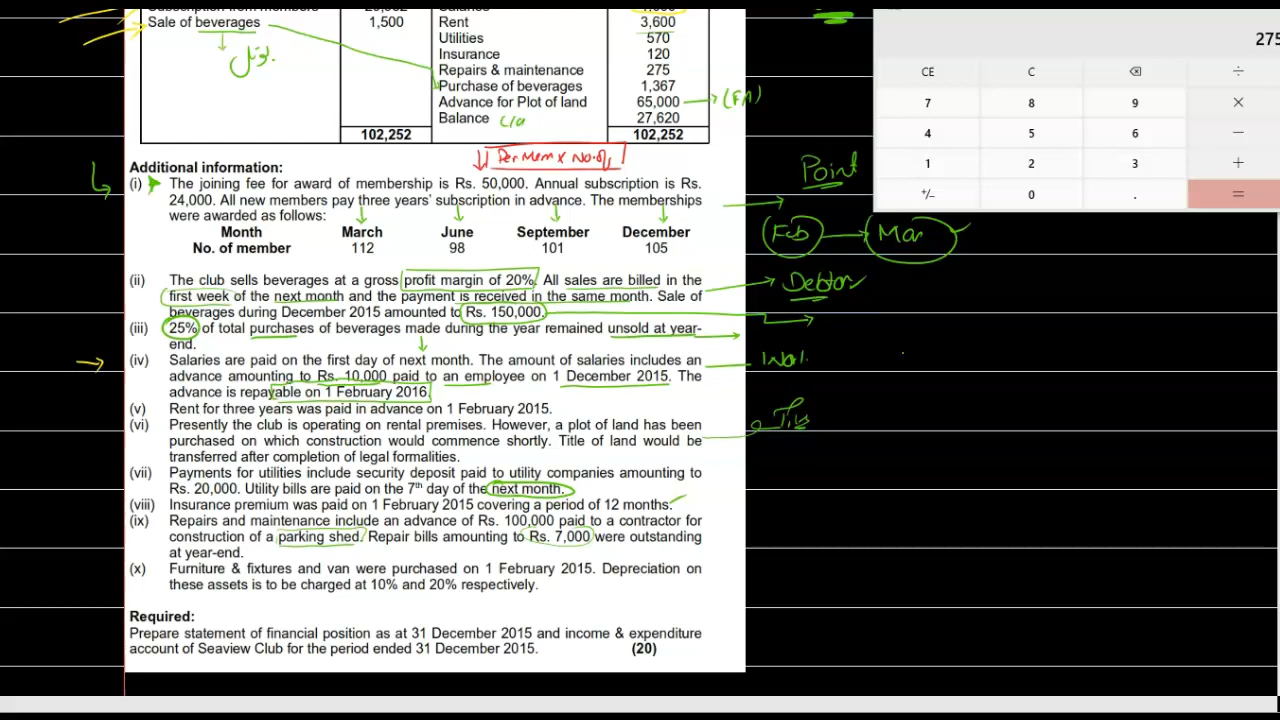 Sale of beverages 1,500 Rent 3,600
Utilities 570
Insurance 120
Repairs & maintenance 275
Purchase of beverages 1,367
Advance for Plot of land 65,000 (FA)
Balance c/d 27,620
102,252 102,252
Additional information:
Per Mem x No. of
(i) The joining fee for award of membership is Rs. 50,000. Annual subscription is Rs.
24,000. All new members pay three years' subscription in advance. The memberships
were awarded as follows:
Month March June September December
No. of member 112 98 101 105
(ii) The club sells beverages at a gross profit margin of 20%. All sales are billed in the
first week of the next month and the payment is received in the same month. Sale of
beverages during December 2015 amounted to Rs. 150,000.
(iii) 25% of total purchases of beverages made during the year remained unsold at year-
end.
(iv) Salaries are paid on the first day of next month. The amount of salaries includes an
advance amounting to Rs. 10,000 paid to an employee on 1 December 2015. The
advance is repayable on 1 February 2016.
(v) Rent for three years was paid in advance on 1 February 2015.
(vi) Presently the club is operating on rental premises. However, a plot of land has been
purchased on which construction would commence shortly. Title of land would be
transferred after completion of legal formalities.
(vii) Payments for utilities include security deposit paid to utility companies amounting to
Rs. 20,000. Utility bills are paid on the 7th day of the next month.
(viii) Insurance premium was paid on 1 February 2015 covering a period of 12 months.
(ix) Repairs and maintenance include an advance of Rs. 100,000 paid to a contractor for
construction of a parking shed. Repair bills amounting to Rs. 7,000 were outstanding
at year-end.
(x) Furniture & fixtures and van were purchased on 1 February 2015. Depreciation on
these assets is to be charged at 10% and 20% respectively.
Required:
Prepare statement of financial position as at 31 December 2015 and income & expenditure
account of Seaview Club for the period ended 31 December 2015. (20)
Point
Feb Mar
Debtor
275
CE C ⌫ ÷
7 8 9 ×
4 5 6 −
1 2 3 +
+/− 0 . =